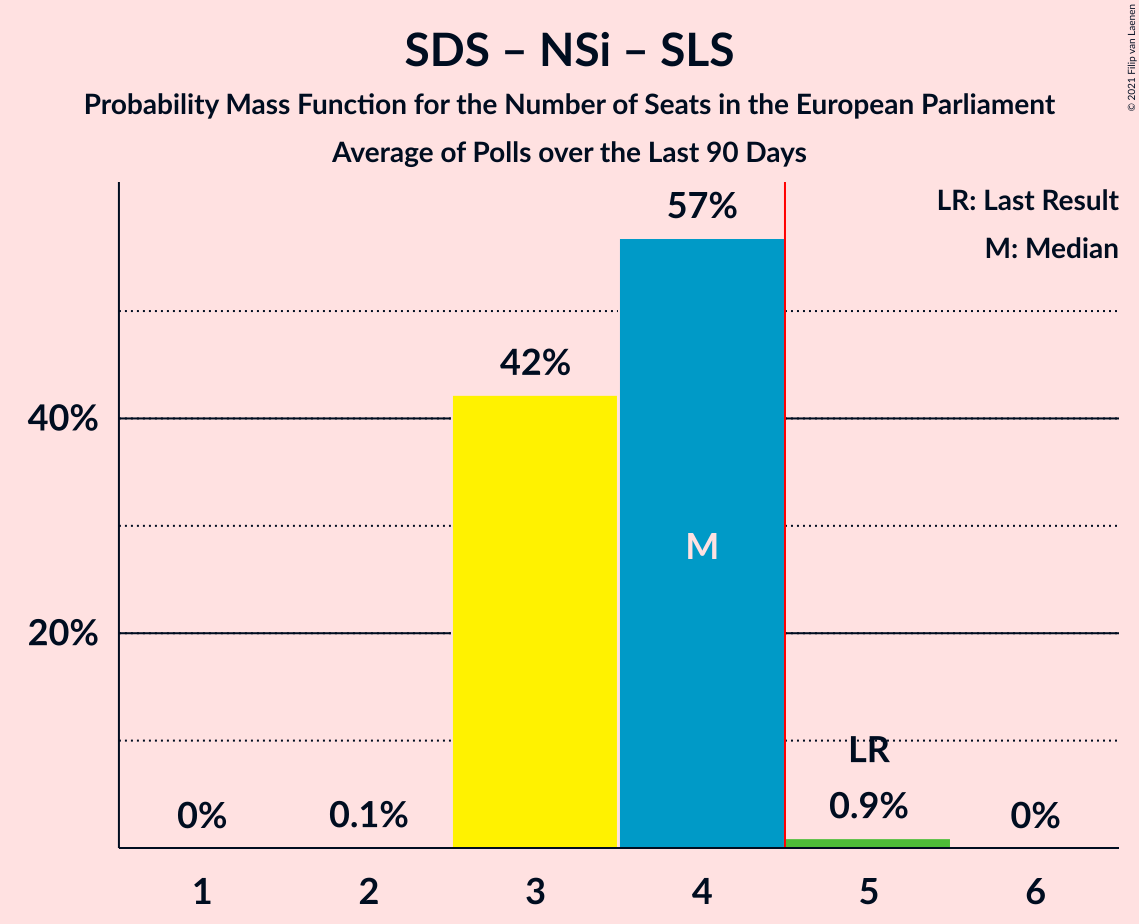 SDS – NSi – SLS
Probability Mass Function for the Number of Seats in the European Parliament
Average of Polls over the Last 90 Days
© 2021 Filip van Laenen
LR: Last Result
M: Median
57%
42%
40%
M
20%
LR
0%
0.1%
0.9%
0%
1
2
3
4
5
6